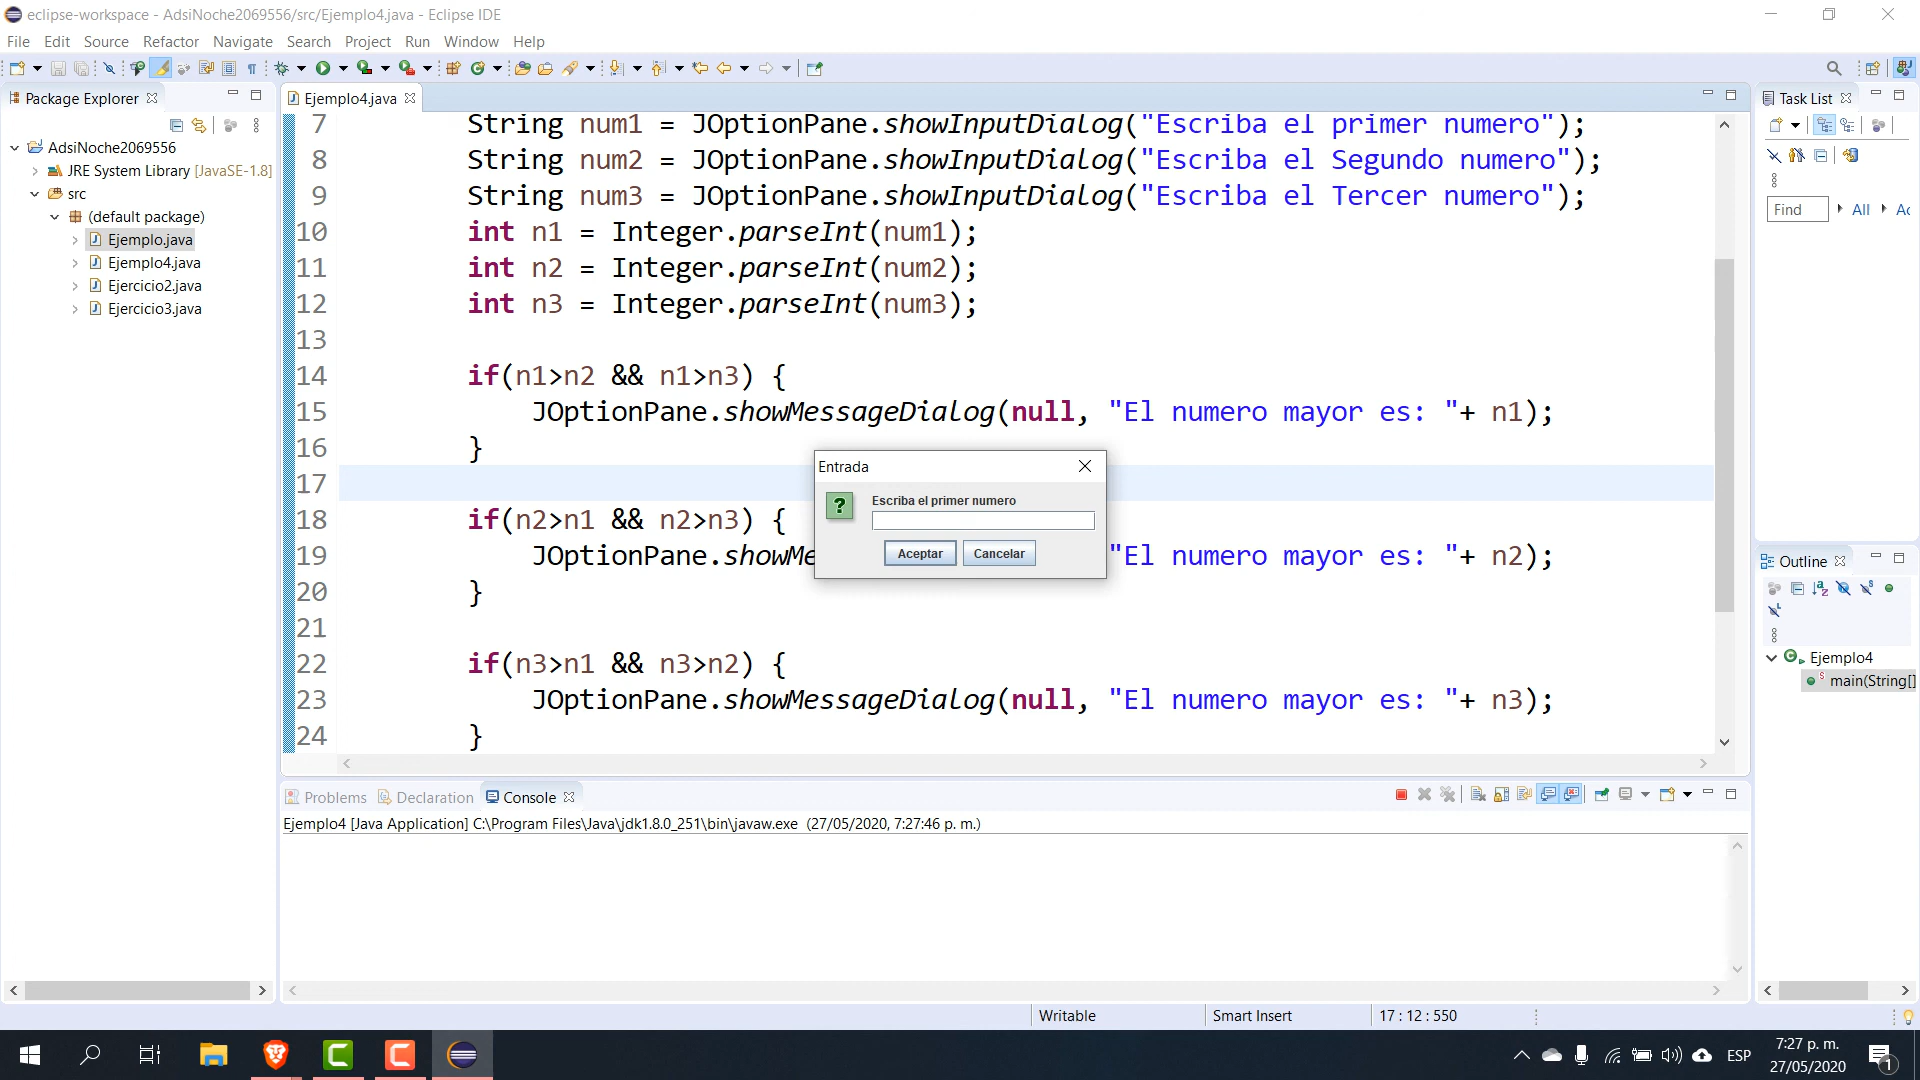 eclipse-workspace - AdsiNoche2069556/src/Ejemplo4.java - Eclipse IDE
File Edit Source Refactor Navigate Search Project Run Window Help
Package Explorer
AdsiNoche2069556
JRE System Library [JavaSE-1.8]
src
(default package)
Ejemplo.java
Ejemplo4.java
Ejercicio2.java
Ejercicio3.java
Ejemplo4.java
7 String num1 = JOptionPane.showInputDialog("Escriba el primer numero");
8 String num2 = JOptionPane.showInputDialog("Escriba el Segundo numero");
9 String num3 = JOptionPane.showInputDialog("Escriba el Tercer numero");
10 int n1 = Integer.parseInt(num1);
11 int n2 = Integer.parseInt(num2);
12 int n3 = Integer.parseInt(num3);
13
14 if(n1>n2 && n1>n3) {
15 JOptionPane.showMessageDialog(null, "El numero mayor es: "+ n1);
16 }
17
18 if(n2>n1 && n2>n3) {
19 JOptionPane.showMe "El numero mayor es: "+ n2);
20 }
21
22 if(n3>n1 && n3>n2) {
23 JOptionPane.showMessageDialog(null, "El numero mayor es: "+ n3);
24 }
Entrada
Escriba el primer numero
Aceptar Cancelar
Task List
Find All Ac
Outline
Ejemplo4
main(String[]
Problems Declaration Console
Ejemplo4 [Java Application] C:\Program Files\Java\jdk1.8.0_251\bin\javaw.exe (27/05/2020, 7:27:46 p. m.)
Writable Smart Insert 17 : 12 : 550
ESP
7:27 p. m.
27/05/2020
1